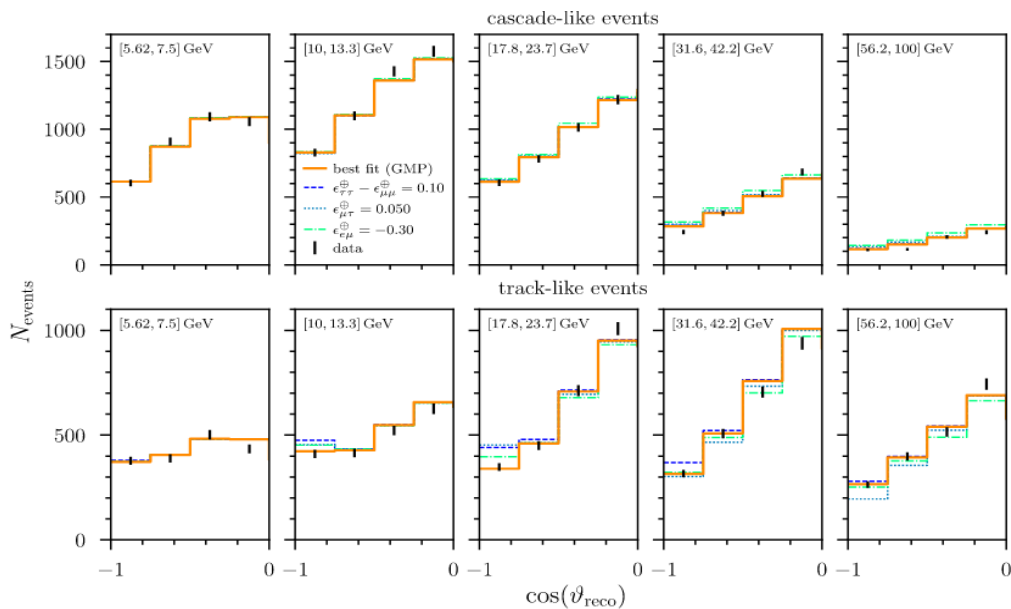 cascade-like events
[5.62, 7.5] GeV
[10, 13.3] GeV
[17.8, 23.7] GeV
[31.6, 42.2] GeV
[56.2, 100] GeV
1500
1000
500
0
best fit (GMP)
ϵ⊕ττ − ϵ⊕μμ = 0.10
ϵ⊕μτ = 0.050
ϵ⊕eμ = −0.30
data
track-like events
[5.62, 7.5] GeV
[10, 13.3] GeV
[17.8, 23.7] GeV
[31.6, 42.2] GeV
[56.2, 100] GeV
1000
500
0
Nevents
−1 0 −1 0 −1 0 −1 0 −1 0
cos(ϑreco)